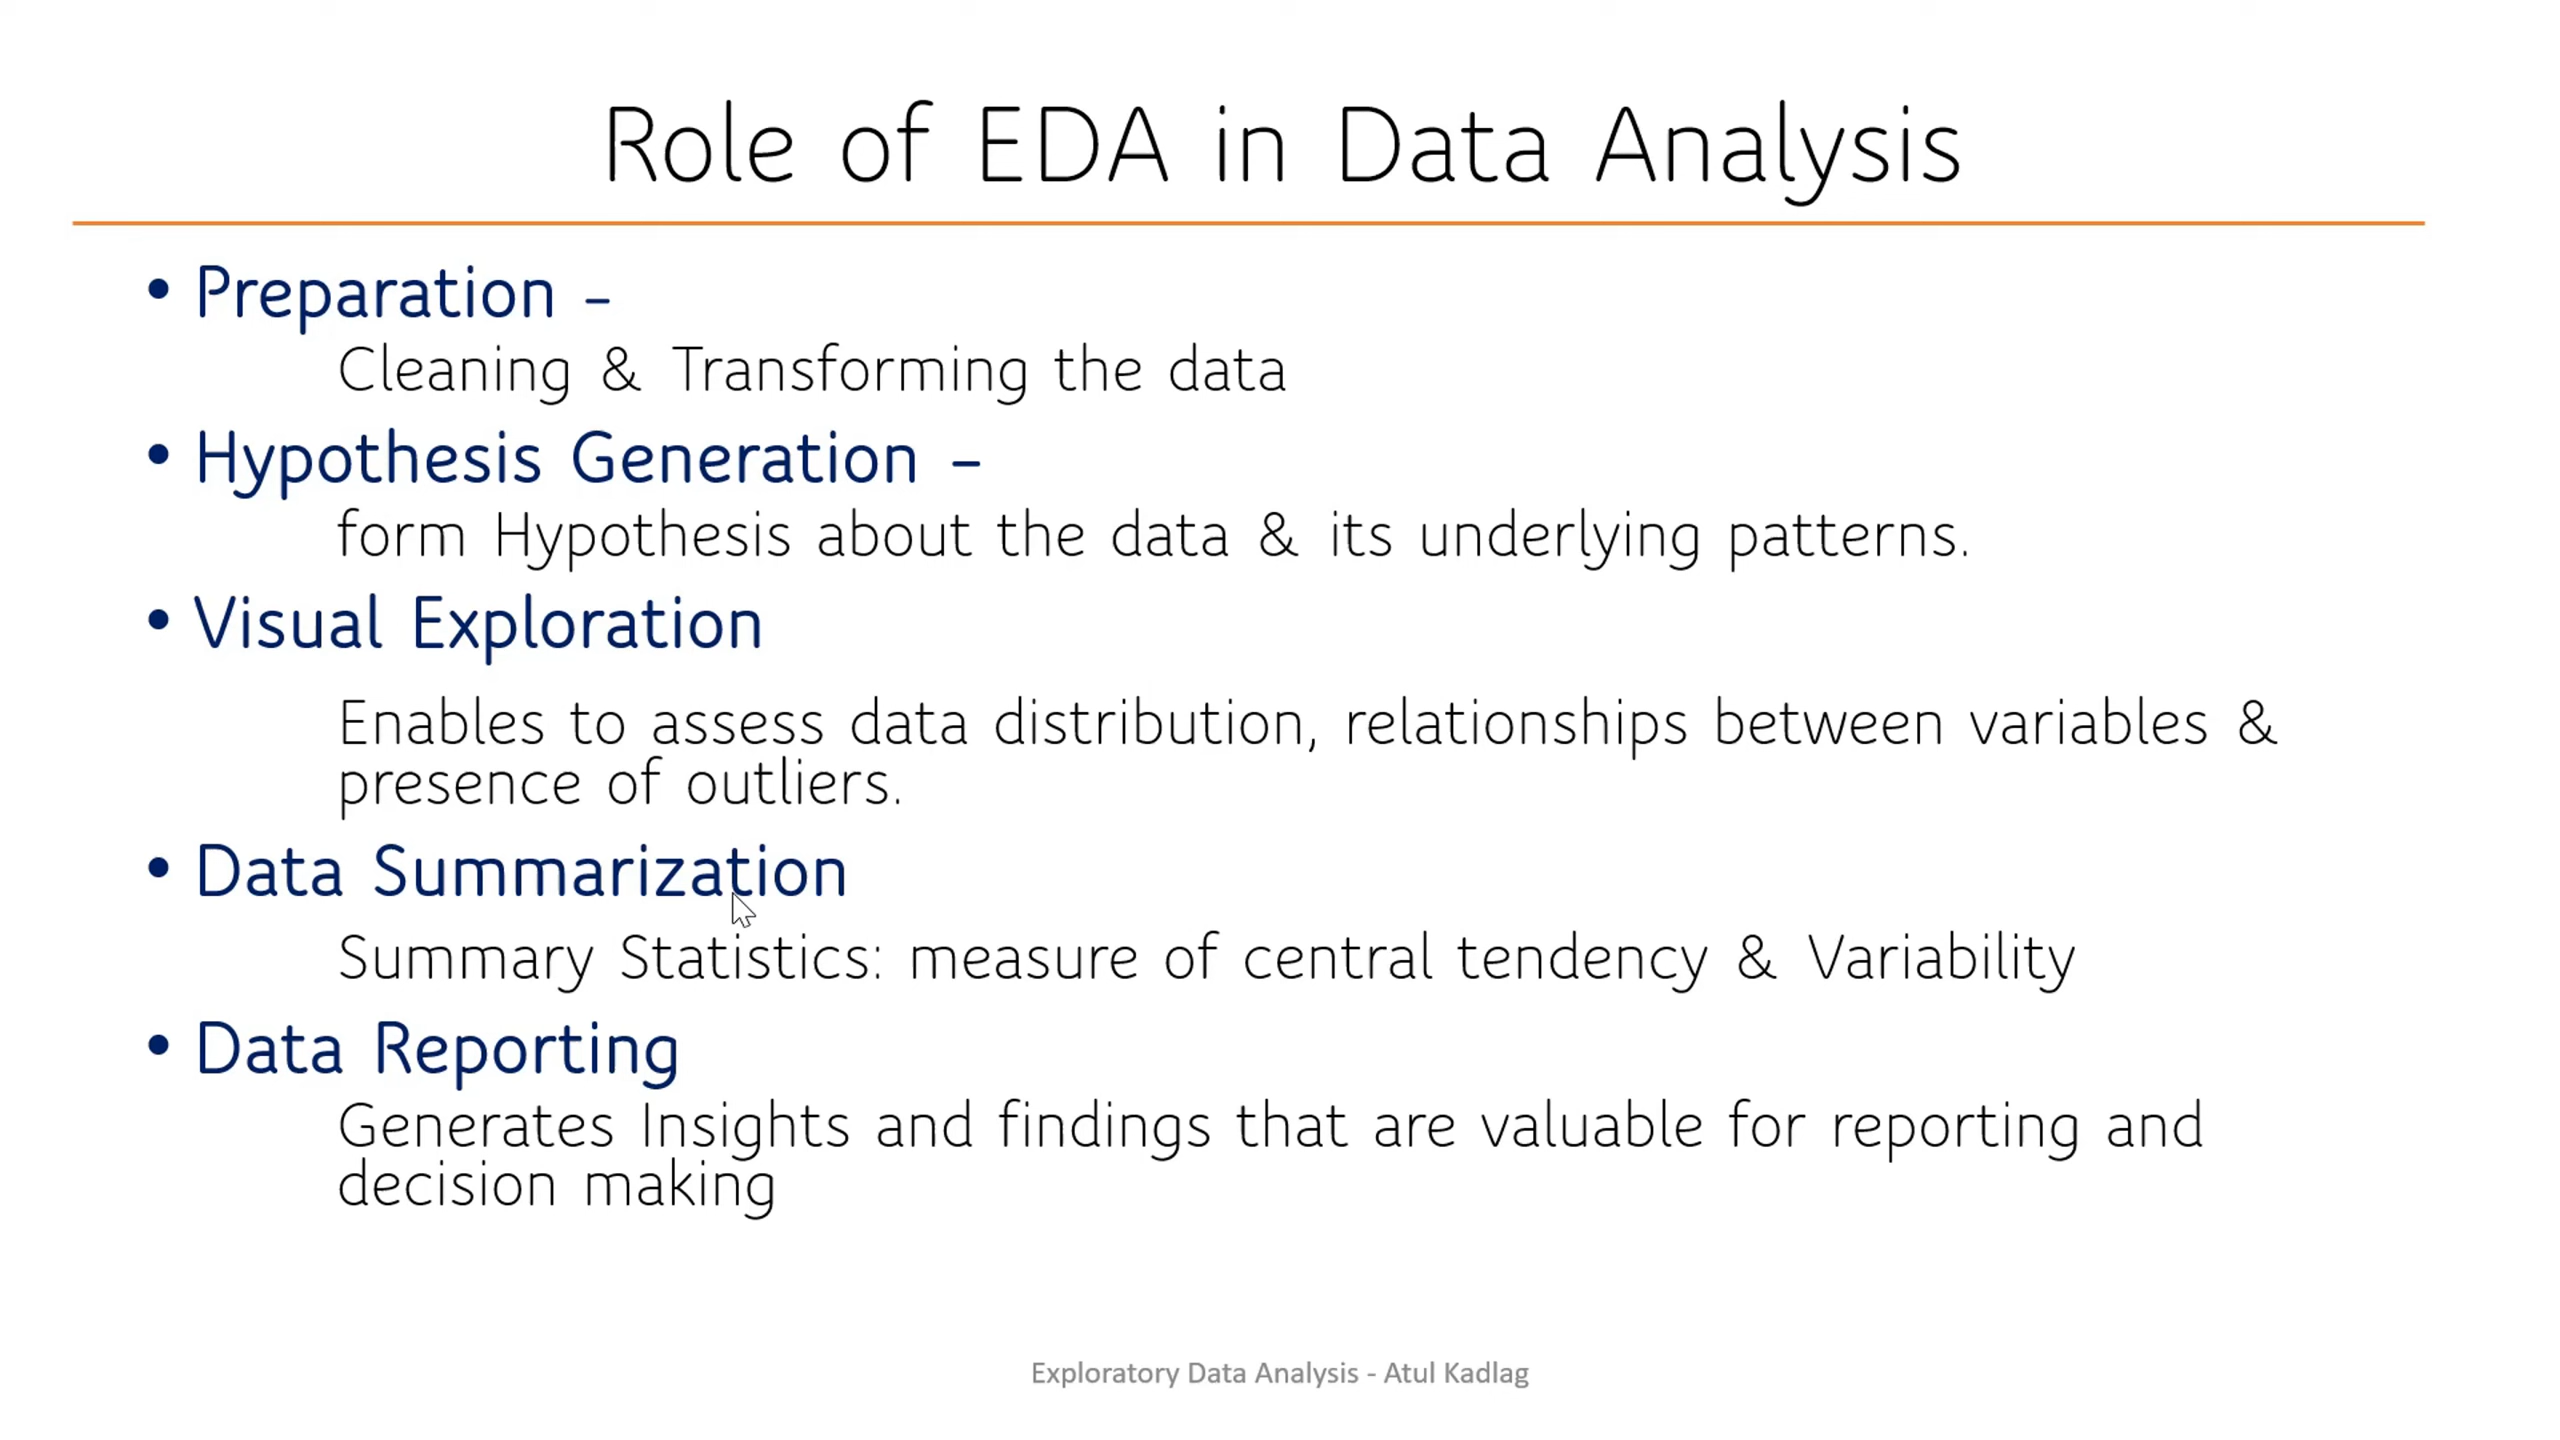 Role of EDA in Data Analysis
• Preparation –
Cleaning & Transforming the data
• Hypothesis Generation –
form Hypothesis about the data & its underlying patterns.
• Visual Exploration
Enables to assess data distribution, relationships between variables &
presence of outliers.
• Data Summarization
Summary Statistics: measure of central tendency & Variability
• Data Reporting
Generates Insights and findings that are valuable for reporting and
decision making
Exploratory Data Analysis - Atul Kadlag